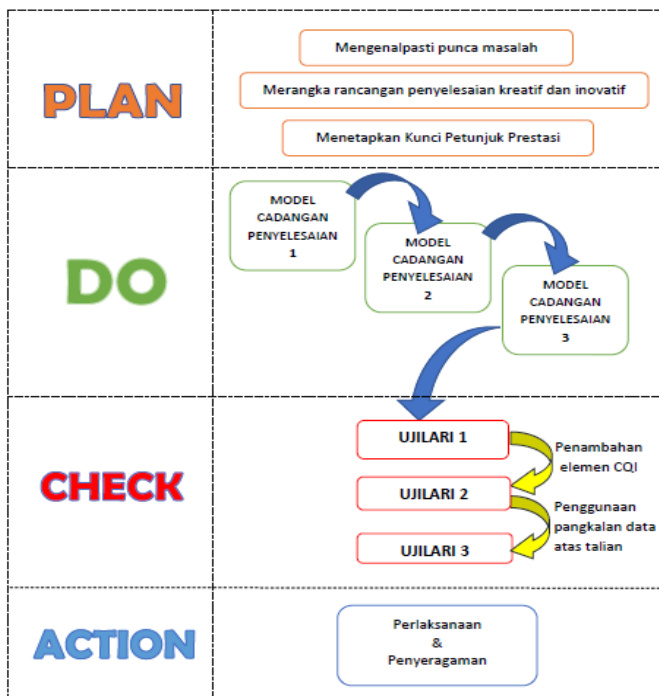 PLAN
Mengenalpasti punca masalah
Merangka rancangan penyelesaian kreatif dan inovatif
Menetapkan Kunci Petunjuk Prestasi
DO
MODEL
CADANGAN
PENYELESAIAN
1
MODEL
CADANGAN
PENYELESAIAN
2
MODEL
CADANGAN
PENYELESAIAN
3
CHECK
UJILARI 1
Penambahan
elemen CQI
UJILARI 2
Penggunaan
pangkalan data
atas talian
UJILARI 3
ACTION
Perlaksanaan
&
Penyeragaman